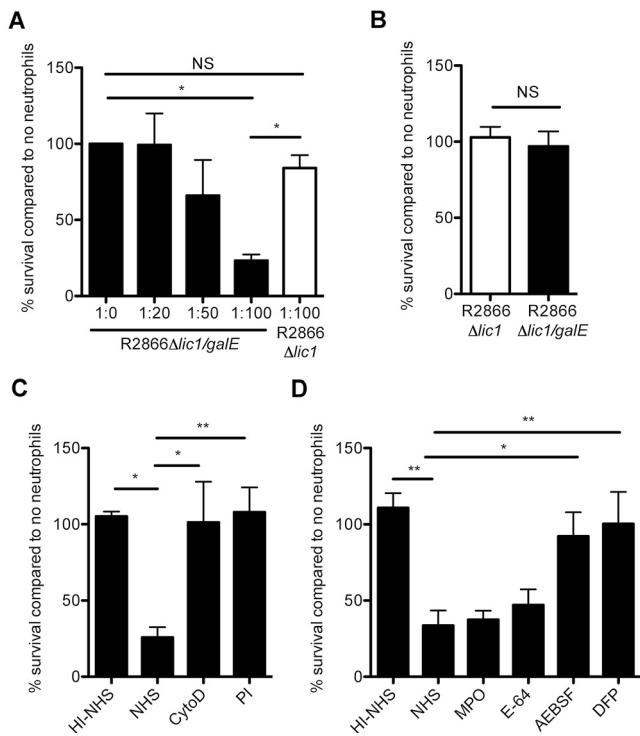 A
% survival compared to no neutrophils
150
100
50
0
NS
*
*
1:0 1:20 1:50 1:100 1:100
R2866Δlic1/galE
R2866
Δlic1
B
% survival compared to no neutrophils
150
100
50
0
NS
R2866
Δlic1
R2866
Δlic1/galE
C
% survival compared to no neutrophils
150
100
50
0
**
*
*
HI-NHS NHS CytoD PI
D
% survival compared to no neutrophils
150
100
50
0
**
*
**
HI-NHS NHS MPO E-64 AEBSF DFP